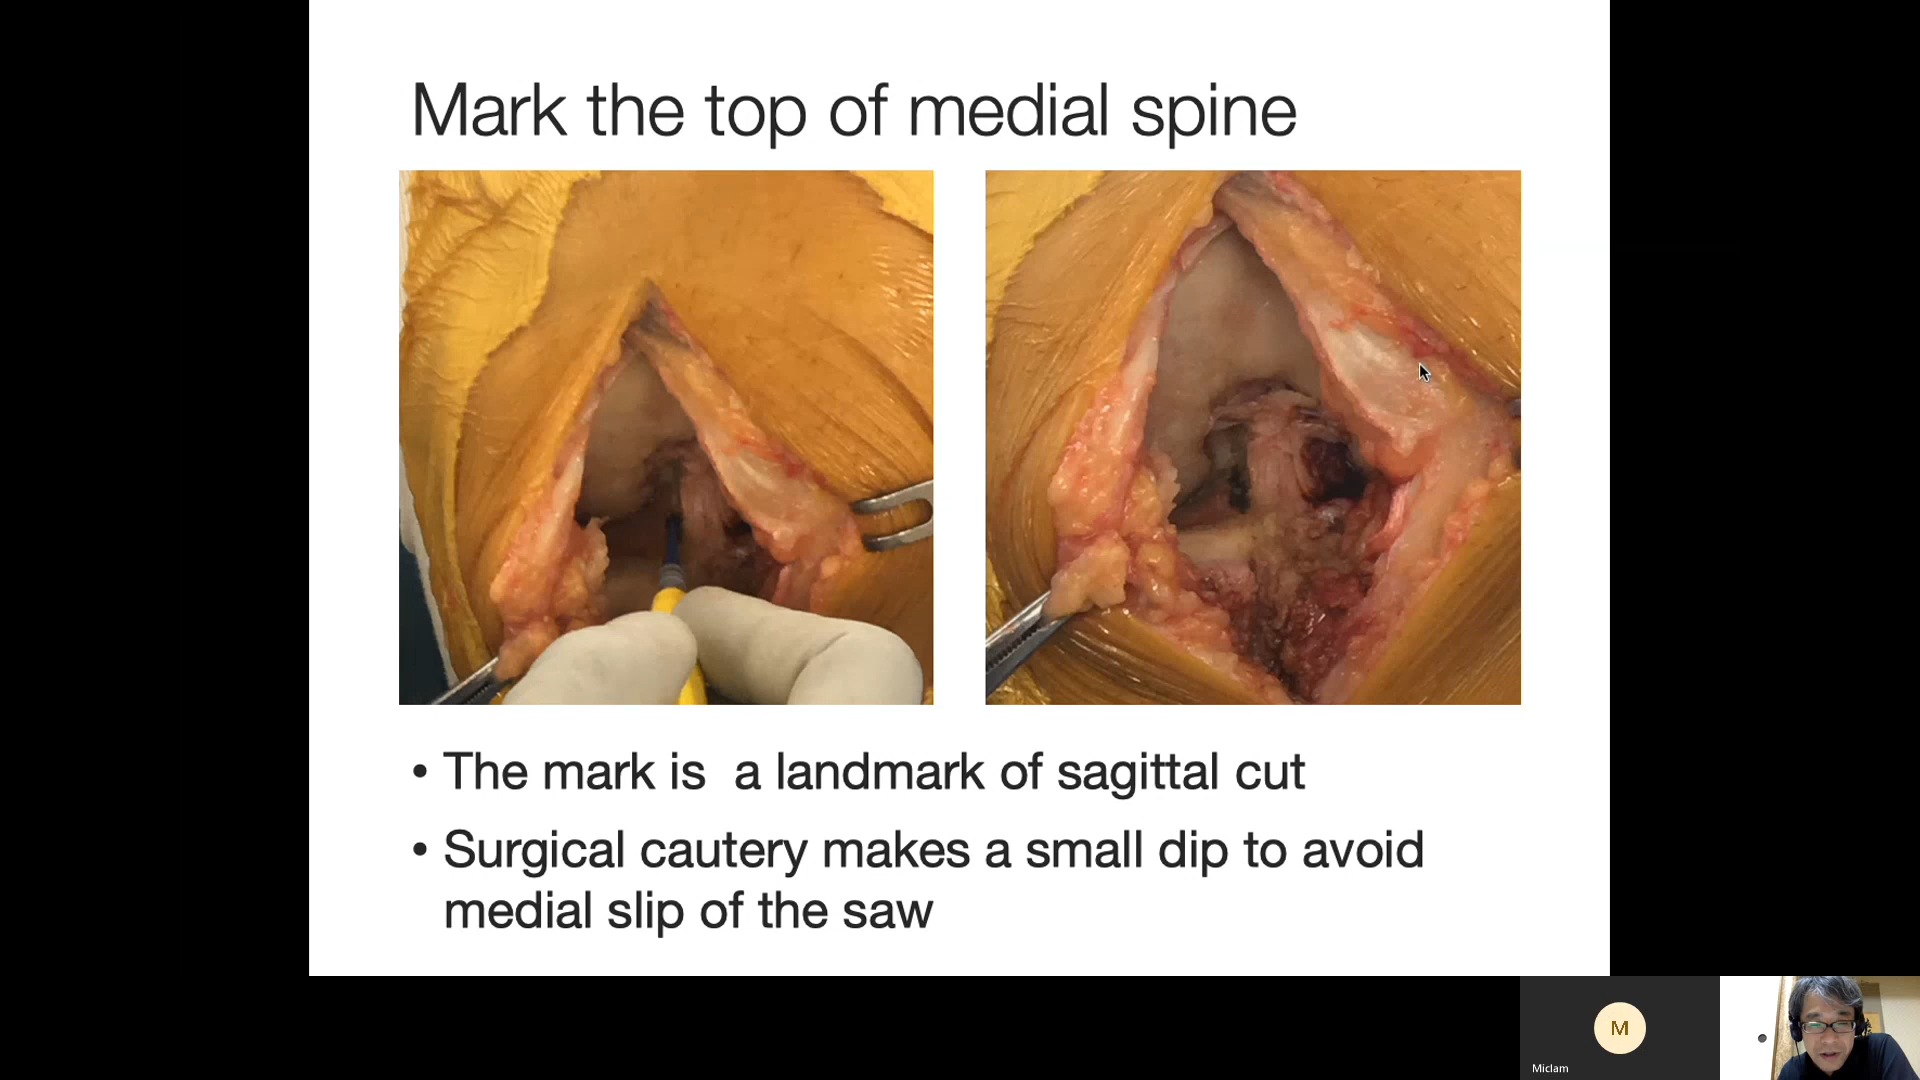 Mark the top of medial spine
• The mark is  a landmark of sagittal cut
• Surgical cautery makes a small dip to avoid
medial slip of the saw
M
Miclam